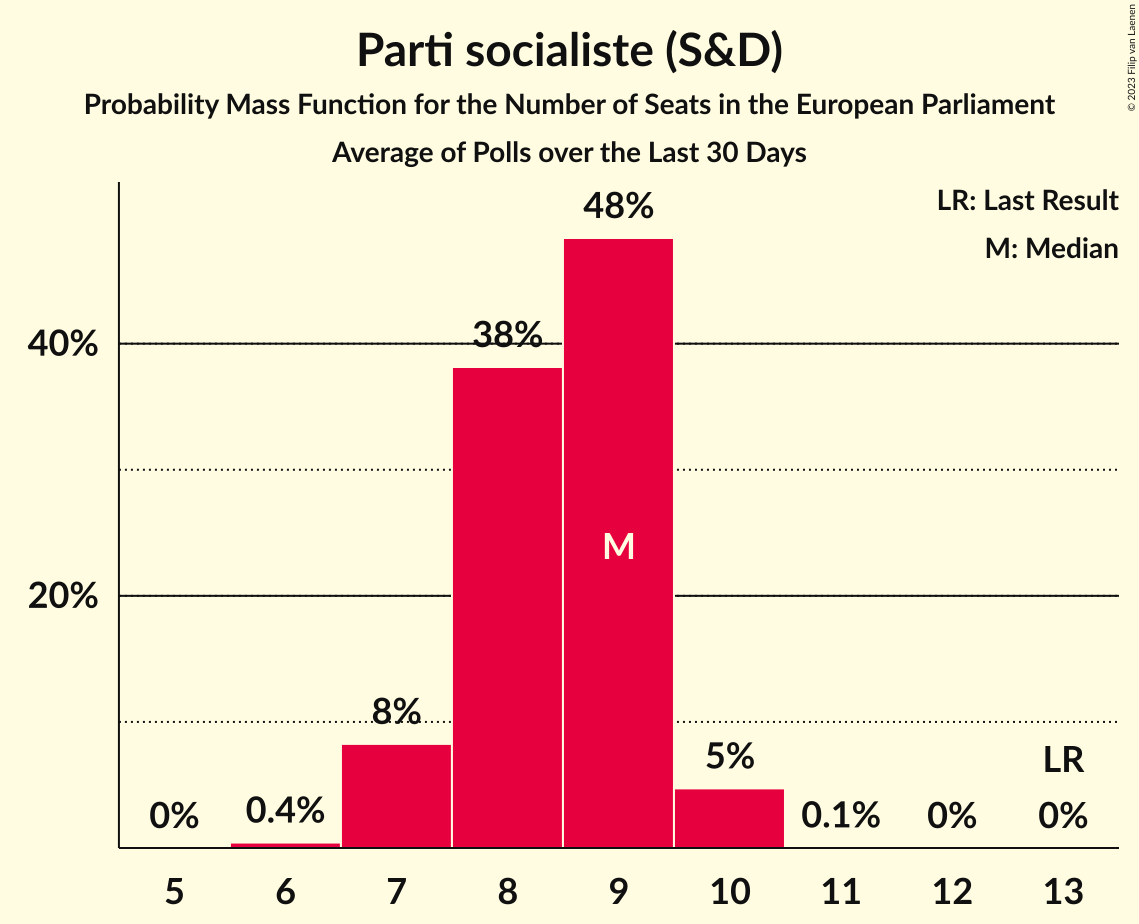 Parti socialiste (S&D)
Probability Mass Function for the Number of Seats in the European Parliament
Average of Polls over the Last 30 Days
© 2023 Filip van Laenen
LR: Last Result
M: Median
48%
38%
40%
M
20%
8%
5%
LR
0%
0.4%
0.1%
0%
0%
5 6 7 8 9 10 11 12 13